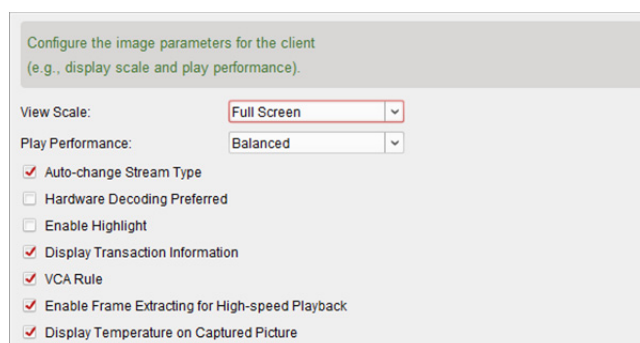 Configure the image parameters for the client
(e.g., display scale and play performance).
View Scale: Full Screen
Play Performance: Balanced
Auto-change Stream Type
Hardware Decoding Preferred
Enable Highlight
Display Transaction Information
VCA Rule
Enable Frame Extracting for High-speed Playback
Display Temperature on Captured Picture